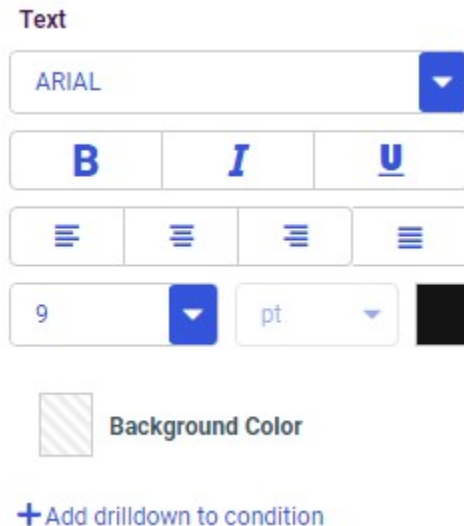 Text
ARIAL
B I U
9 pt
Background Color
+Add drilldown to condition